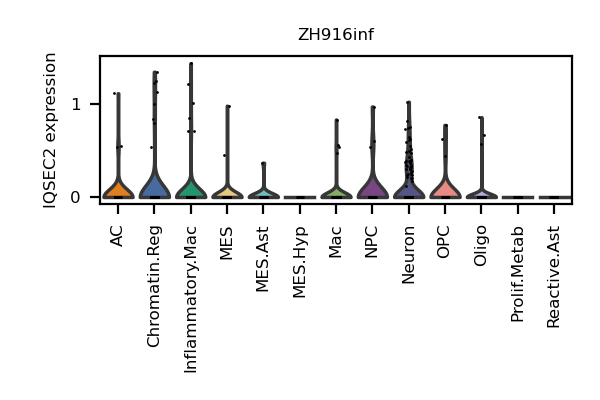 ZH916inf
IQSEC2 expression
1
0
AC
Chromatin.Reg
Inflammatory.Mac
MES
MES.Ast
MES.Hyp
Mac
NPC
Neuron
OPC
Oligo
Prolif.Metab
Reactive.Ast